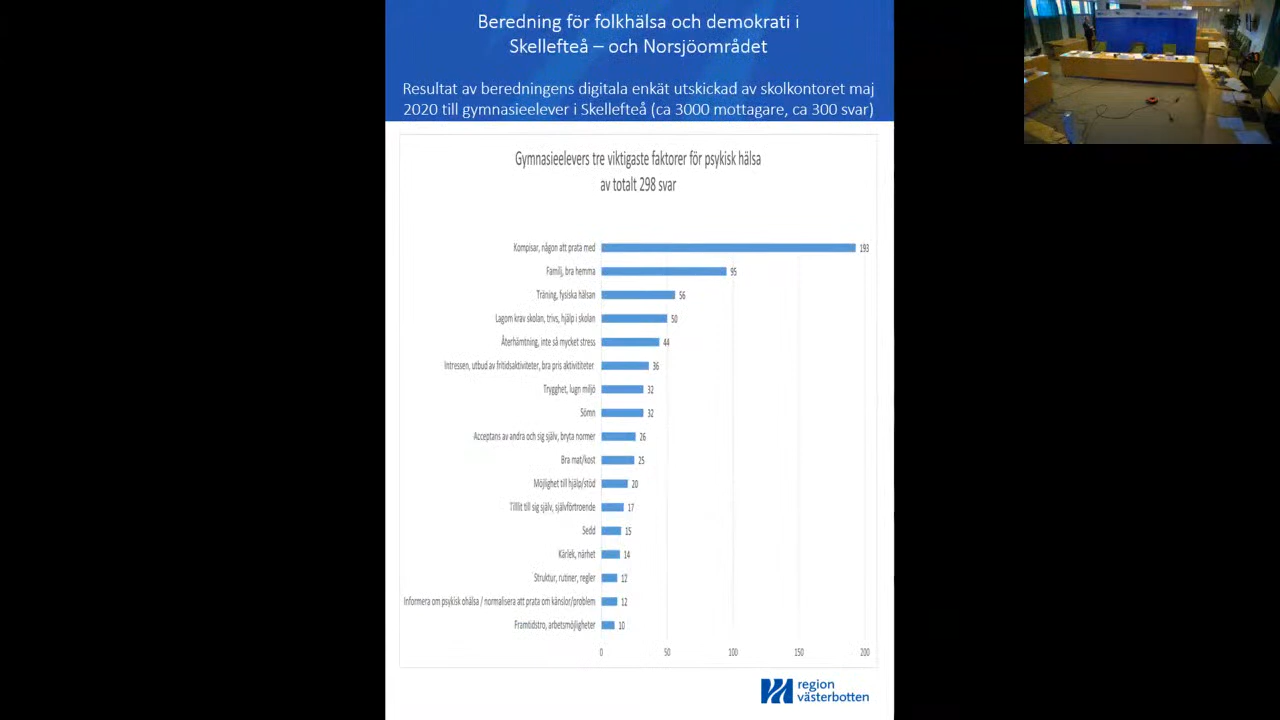 Beredning för folkhälsa och demokrati i
Skellefteå – och Norsjöområdet
Resultat av beredningens digitala enkät utskickad av skolkontoret maj
2020 till gymnasieelever i Skellefteå (ca 3000 mottagare, ca 300 svar)
Gymnasieelevers tre viktigaste faktorer för psykisk hälsa
av totalt 298 svar
Kompisar, någon att prata med 193
Familj, bra hemma 95
Träning, fysiska hälsan 56
Lagom krav skolan, trivs, hjälp i skolan 50
Återhämtning, inte så mycket stress 44
Intressen, utbud av fritidsaktiviteter, bra pris aktivititeter 36
Trygghet, lugn miljö 32
Sömn 32
Acceptans av andra och sig själv, bryta normer 26
Bra mat/kost 25
Möjlighet till hjälp/stöd 20
Tilllit till sig själv, självförtroende 17
Sedd 15
Kärlek, närhet 14
Struktur, rutiner, regler 12
Informera om psykisk ohälsa / normalisera att prata om känslor/problem 12
Framtidstro, arbetsmöjligheter 10
0 50 100 150 200
region
västerbotten